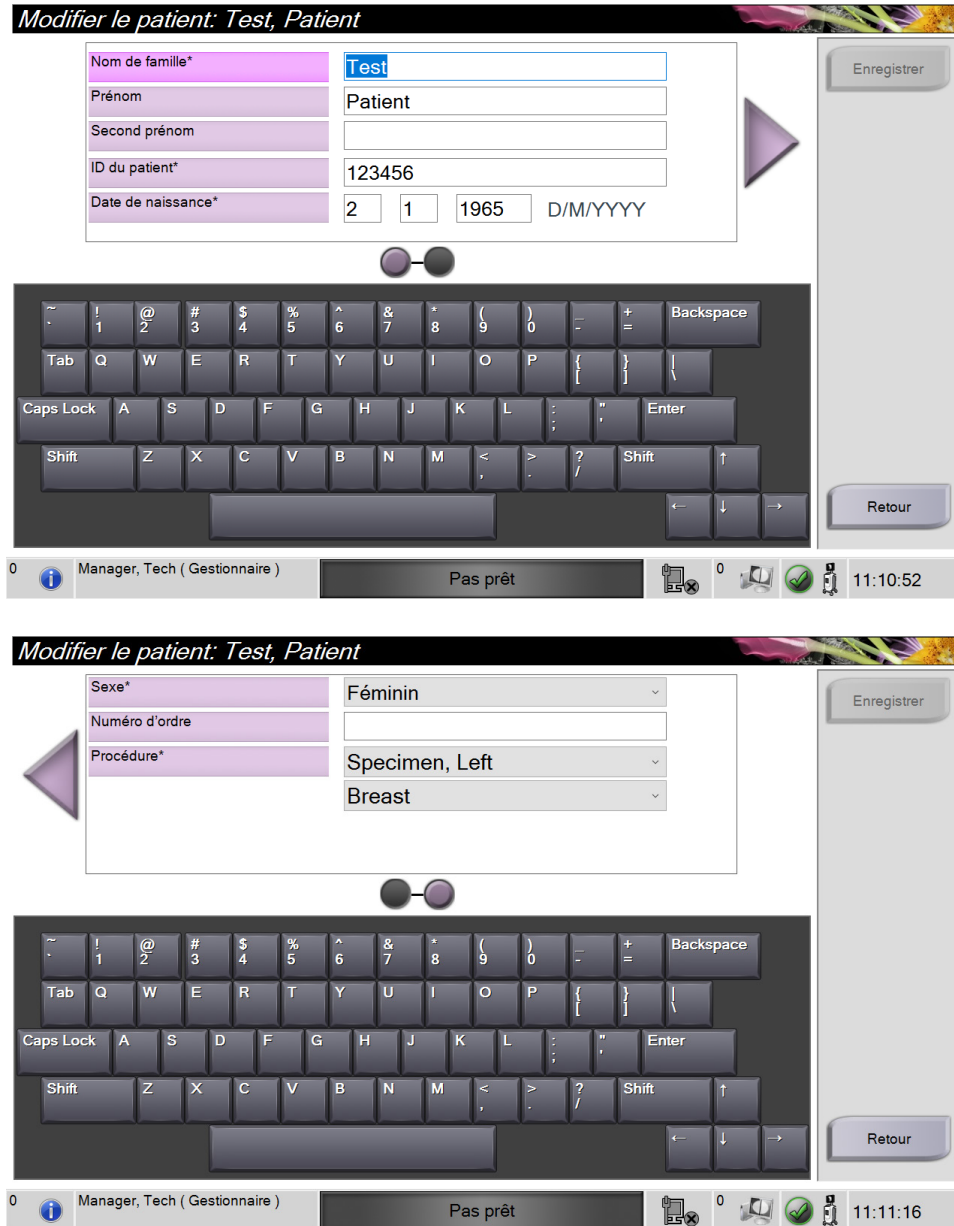 Modifier le patient: Test, Patient
Nom de famille* Test
Enregistrer
Prénom Patient
Second prénom
ID du patient* 123456
Date de naissance* 2 1 1965 D/M/YYYY
~ ` ! 1 @ 2 # 3 $ 4 % 5 ^ 6 & 7 * 8 ( 9 ) 0 _ - + = Backspace
Tab Q W E R T Y U I O P { [ } ] | \
Caps Lock A S D F G H J K L : ; " ' Enter
Shift Z X C V B N M < , > . ? / Shift ↑
← ↓ →
Retour
0 Manager, Tech ( Gestionnaire ) Pas prêt 0 11:10:52
Modifier le patient: Test, Patient
Sexe* Féminin
Enregistrer
Numéro d'ordre
Procédure* Specimen, Left
Breast
~ ` ! 1 @ 2 # 3 $ 4 % 5 ^ 6 & 7 * 8 ( 9 ) 0 _ - + = Backspace
Tab Q W E R T Y U I O P { [ } ] | \
Caps Lock A S D F G H J K L : ; " ' Enter
Shift Z X C V B N M < , > . ? / Shift ↑
← ↓ →
Retour
0 Manager, Tech ( Gestionnaire ) Pas prêt 0 11:11:16